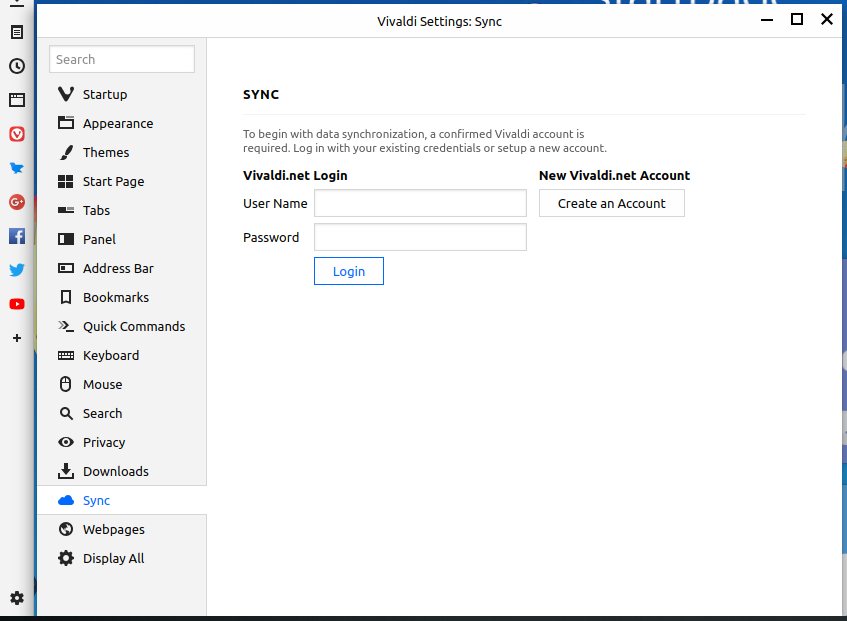 Vivaldi Settings: Sync
Search
Startup
Appearance
Themes
Start Page
Tabs
Panel
Address Bar
Bookmarks
Quick Commands
Keyboard
Mouse
Search
Privacy
Downloads
Sync
Webpages
Display All
SYNC
To begin with data synchronization, a confirmed Vivaldi account is
required. Log in with your existing credentials or setup a new account.
Vivaldi.net Login
User Name
Password
Login
New Vivaldi.net Account
Create an Account